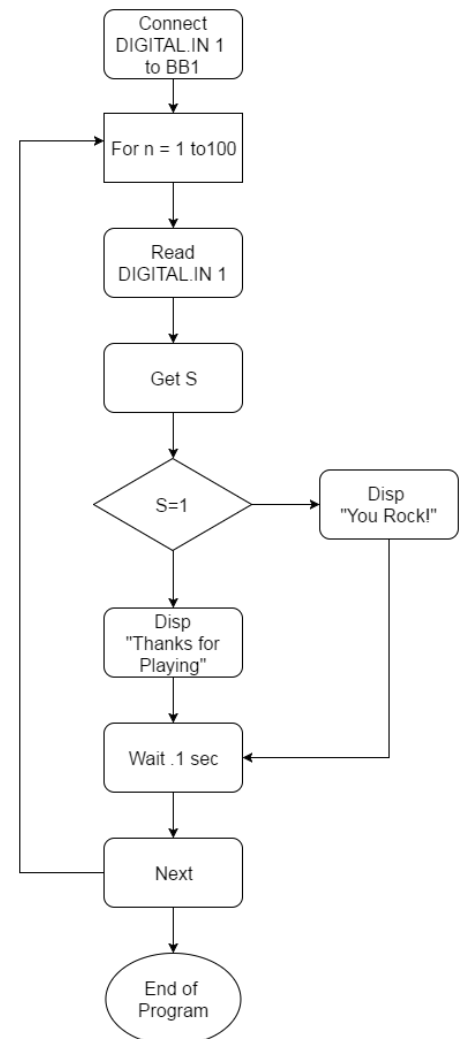 Connect
DIGITAL.IN 1
to BB1
For n = 1 to100
Read
DIGITAL.IN 1
Get S
S=1
Disp
"You Rock!"
Disp
"Thanks for
Playing"
Wait .1 sec
Next
End of
Program